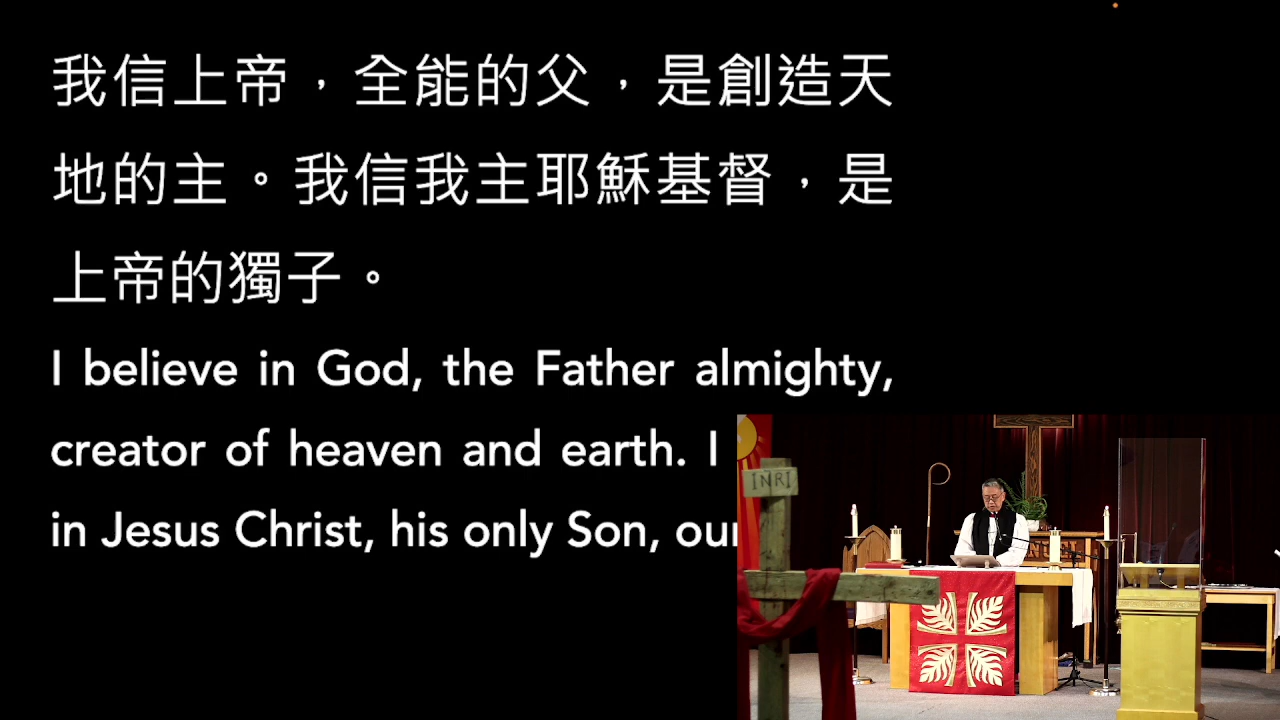 我信上帝，全能的父，是創造天
地的主。我信我主耶穌基督，是
上帝的獨子。
I believe in God, the Father almighty,
creator of heaven and earth. I
in Jesus Christ, his only Son, our
INRI